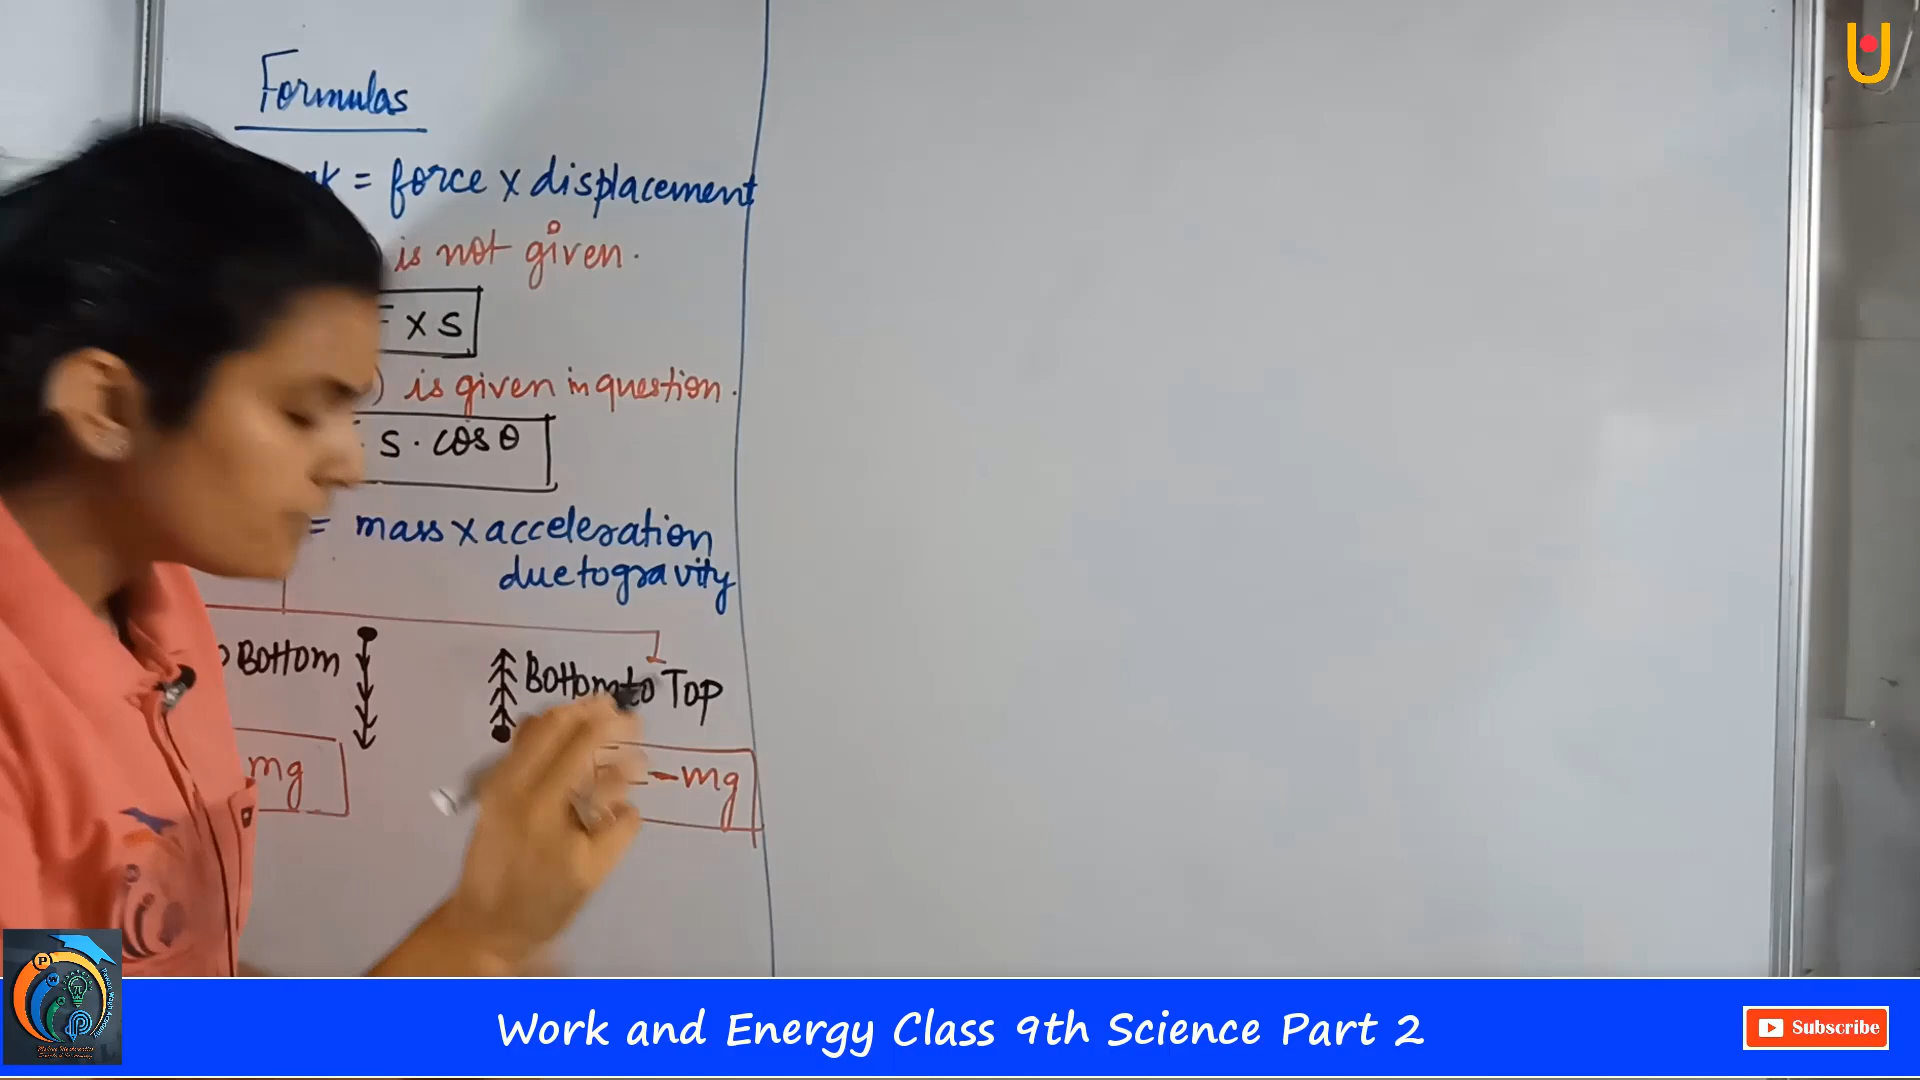 Formulas
= force x displacement
is not given.
x s
) is given in question.
s · cos θ
= mass x acceleration
due to gravity
Bottom
Bottom to Top
mg
-mg
Work and Energy Class 9th Science Part 2
Subscribe